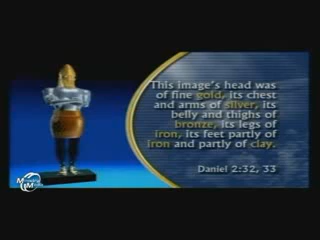 This image's head was
of fine gold, its chest
and arms of silver, its
belly and thighs of
bronze, its legs of
iron, its feet partly of
iron and partly of clay.
Daniel 2:32, 33